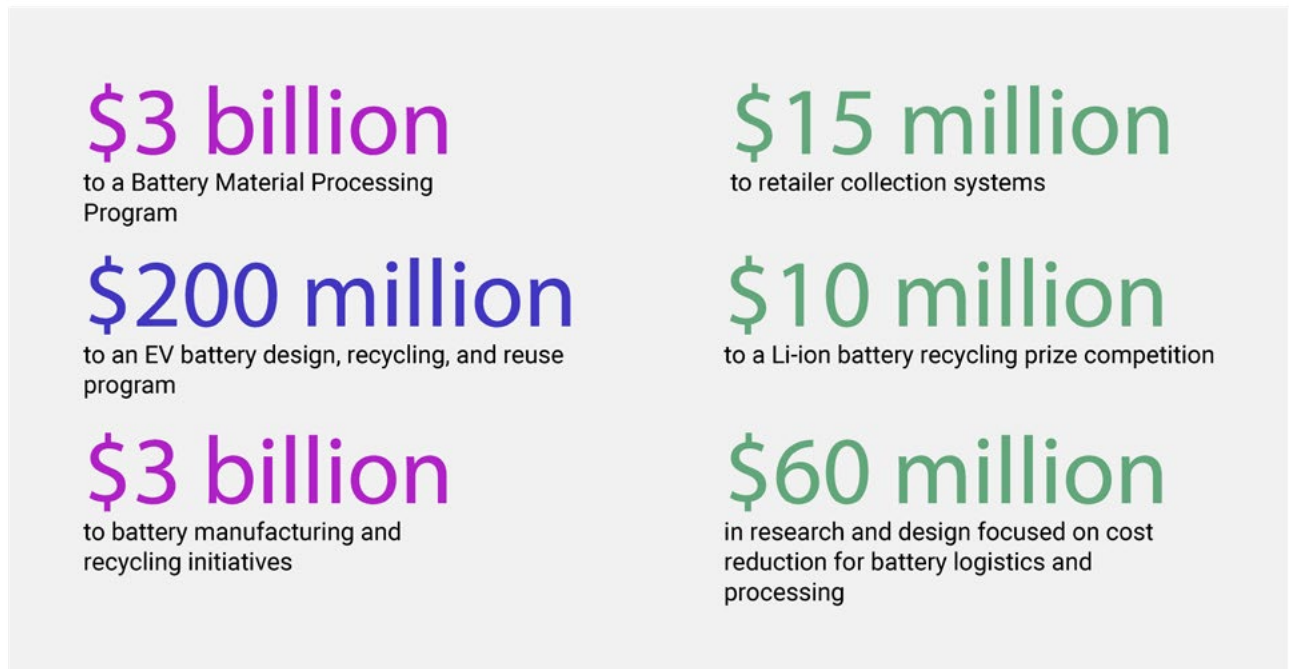 $3 billion
to a Battery Material Processing
Program
$200 million
to an EV battery design, recycling, and reuse
program
$3 billion
to battery manufacturing and
recycling initiatives
$15 million
to retailer collection systems
$10 million
to a Li-ion battery recycling prize competition
$60 million
in research and design focused on cost
reduction for battery logistics and
processing